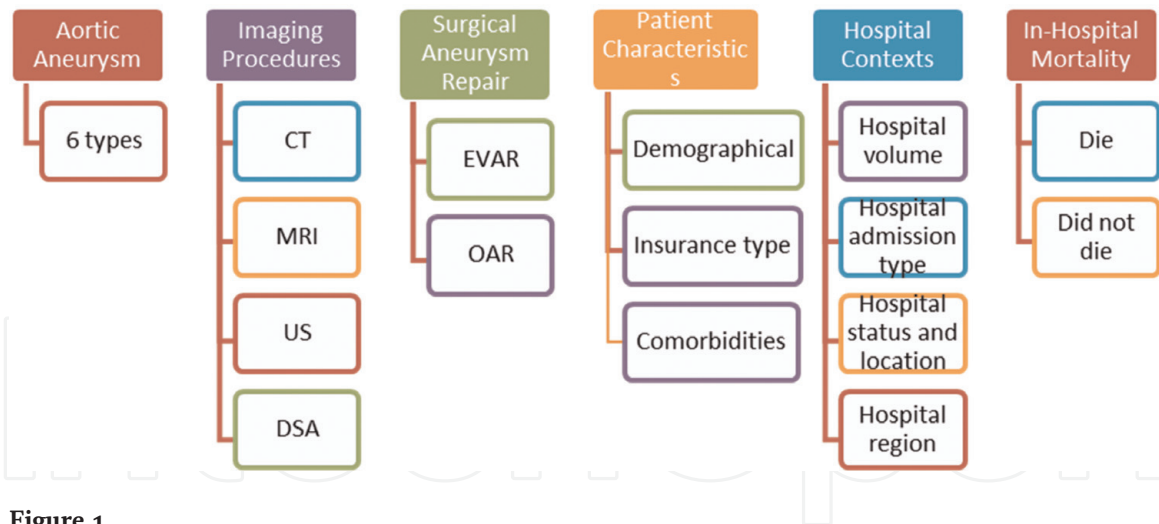 Aortic
Aneurysm
6 types
Imaging
Procedures
CT
MRI
US
DSA
Surgical
Aneurysm
Repair
EVAR
OAR
Patient
Characteristic
s
Demographical
Insurance type
Comorbidities
Hospital
Contexts
Hospital
volume
Hospital
admission
type
Hospital
status and
location
Hospital
region
In-Hospital
Mortality
Die
Did not
die
Figure 1